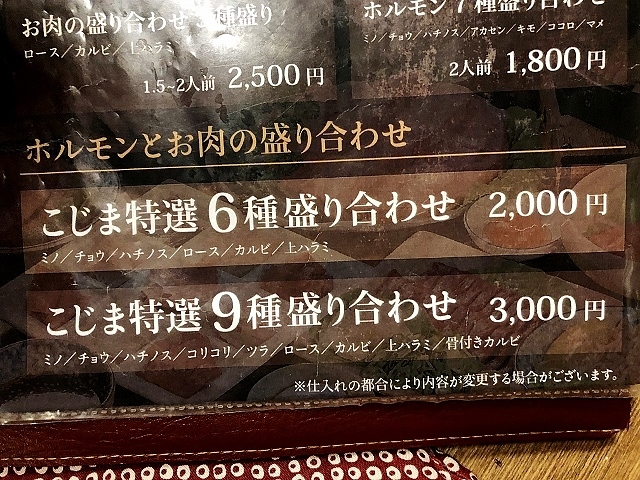 お肉の盛り合わせ 3種盛り
ロース／カルビ／上ハラミ
1.5~2人前 2,500円
ホルモン7種盛り合わせ
ミノ／チョウ／ハチノス／アカセン／キモ／ココロ／マメ
2人前 1,800円
ホルモンとお肉の盛り合わせ
こじま特選6種盛り合わせ 2,000円
ミノ／チョウ／ハチノス／ロース／カルビ／上ハラミ
こじま特選9種盛り合わせ 3,000円
ミノ／チョウ／ハチノス／コリコリ／ツラ／ロース／カルビ／上ハラミ／骨付きカルビ
※仕入れの都合により内容が変更する場合がございます。